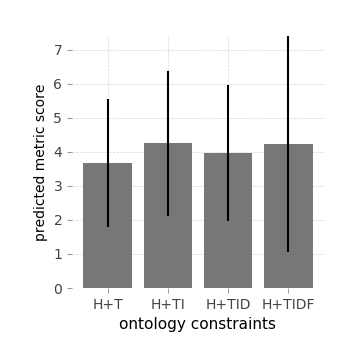 predicted metric score
7
6
5
4
3
2
1
0
H+T H+TI H+TID H+TIDF
ontology constraints